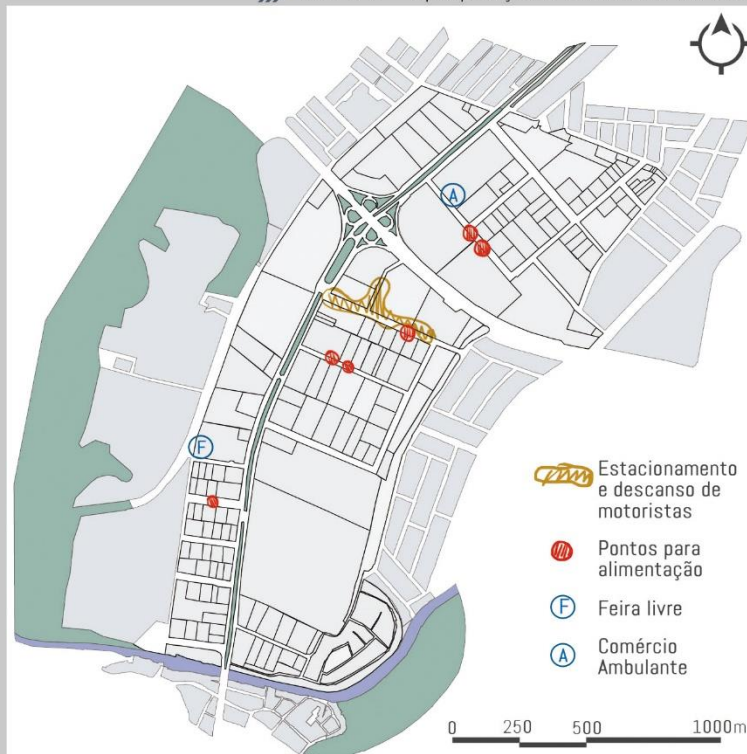 A
F
Estacionamento
e descanso de
motoristas
Pontos para
alimentação
F Feira livre
A Comércio
Ambulante
0 250 500 1000m